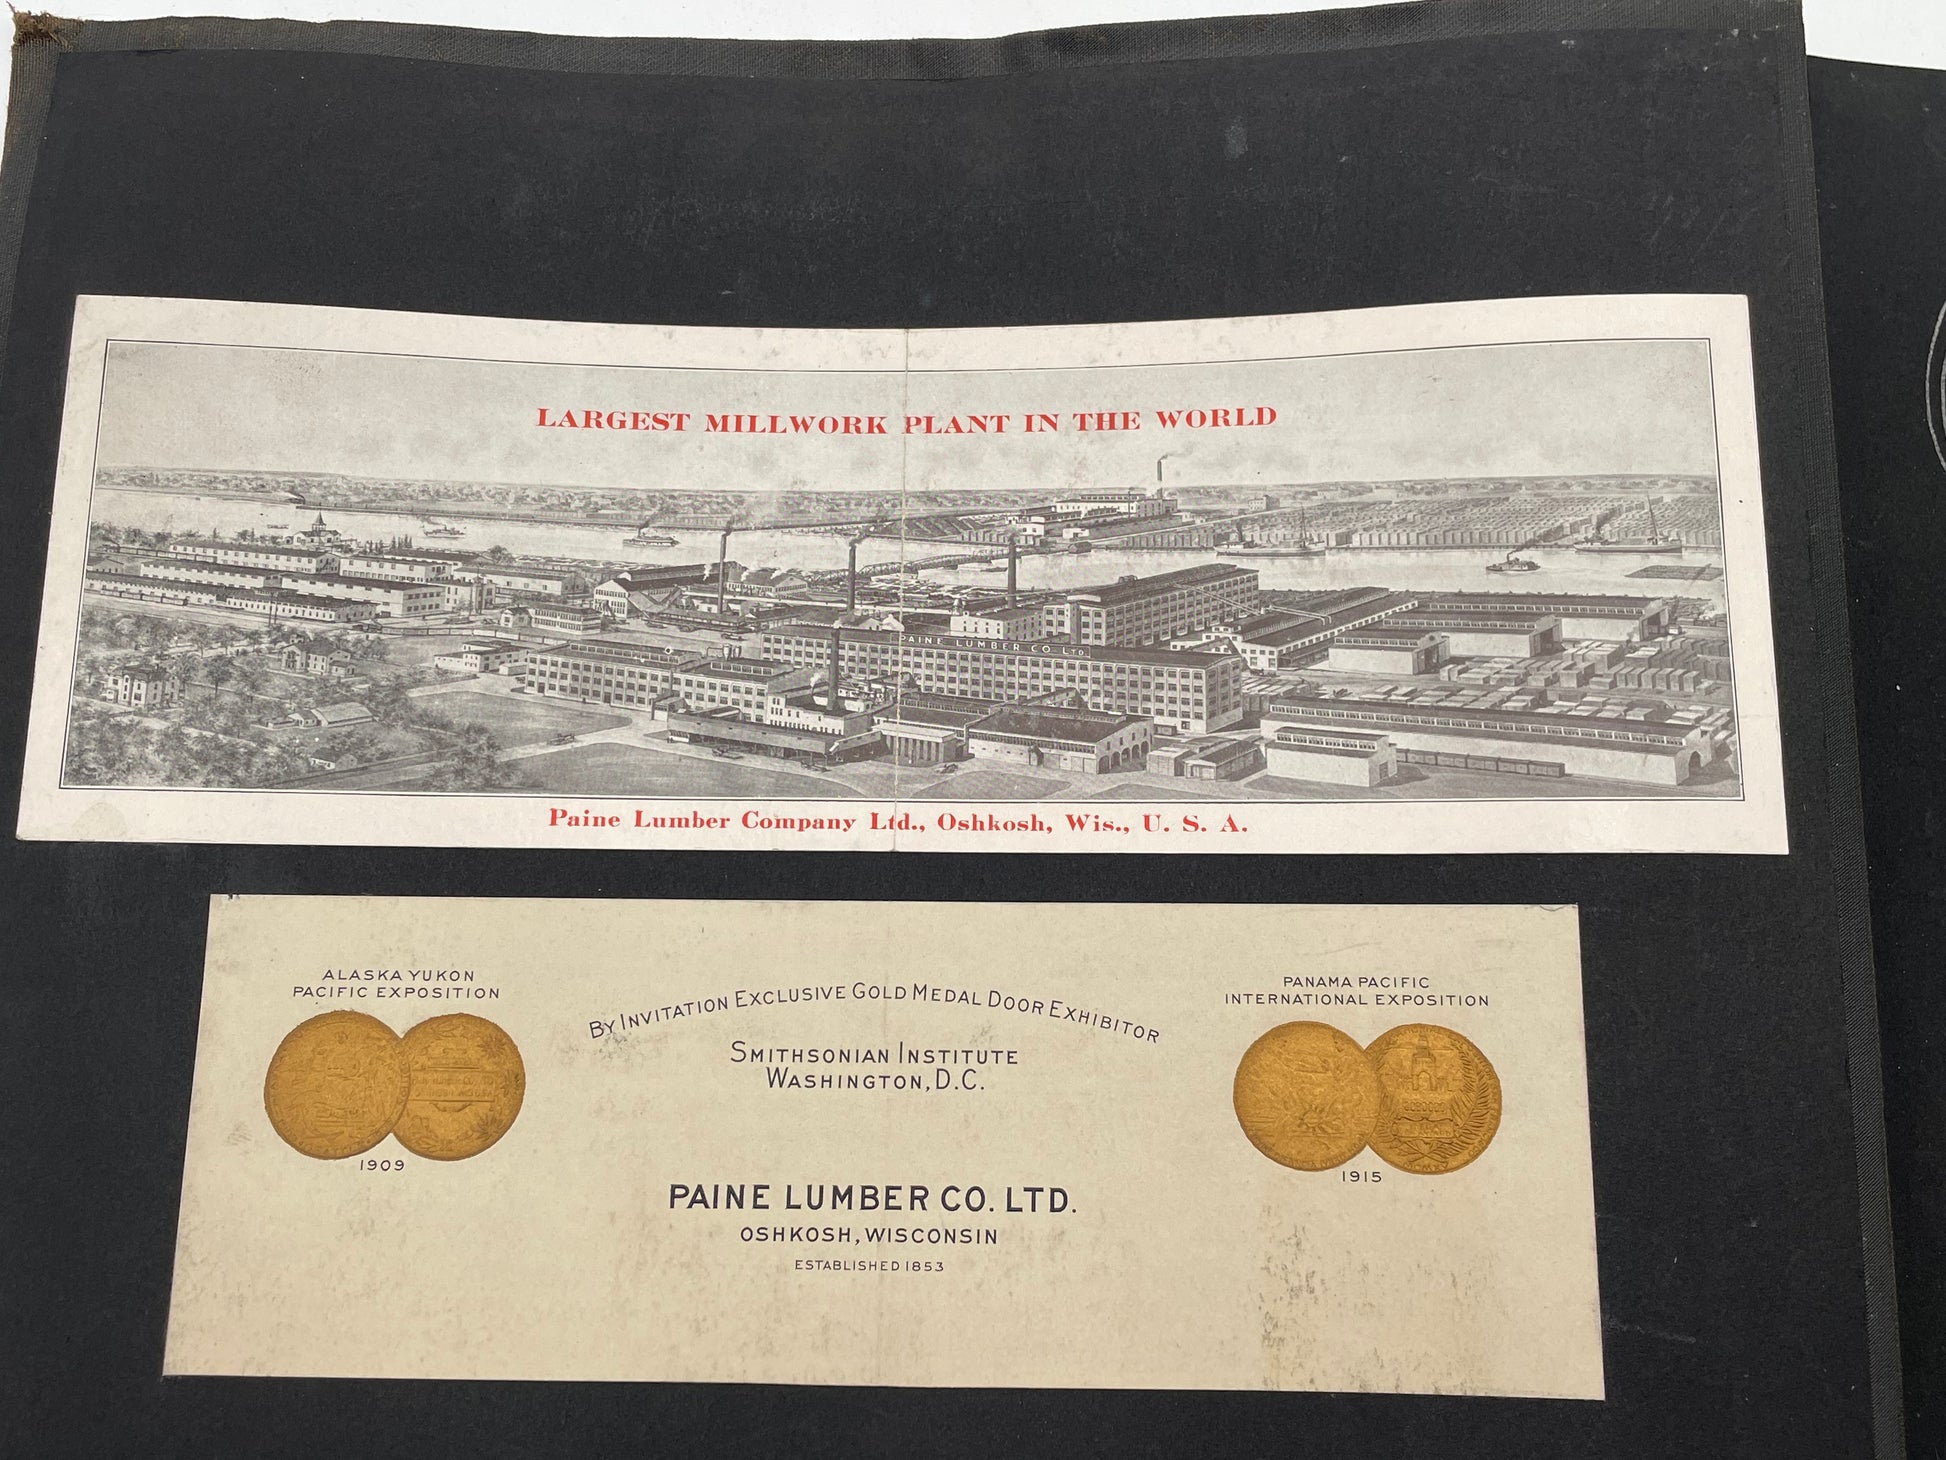 LARGEST MILLWORK PLANT IN THE WORLD
PAINE LUMBER CO LTD.
Paine Lumber Company Ltd., Oshkosh, Wis., U. S. A.
ALASKA YUKON
PACIFIC EXPOSITION
1909
BY INVITATION EXCLUSIVE GOLD MEDAL DOOR EXHIBITOR
SMITHSONIAN INSTITUTE
WASHINGTON, D.C.
PANAMA PACIFIC
INTERNATIONAL EXPOSITION
1915
PAINE LUMBER CO. LTD.
OSHKOSH, WISCONSIN
ESTABLISHED 1853